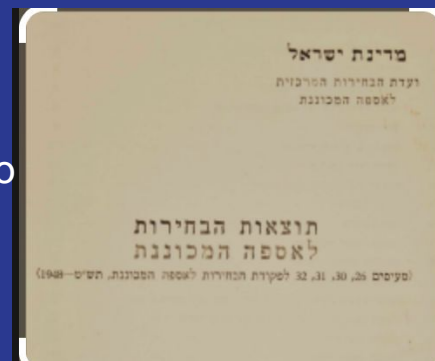 מדינת ישראל
ועדת הבחירות המרכזית
לאספה המכוננת
תוצאות הבחירות
לאספה המכוננת
(סעיפים 26, 30, 31, 32 לפקודת הבחירות לאספה המכוננת, תש״ט—1948)